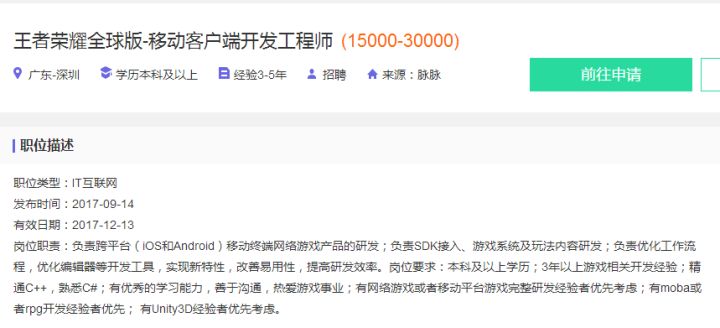 王者荣耀全球版-移动客户端开发工程师 (15000-30000)
广东-深圳 学历本科及以上 经验3-5年 招聘 来源：脉脉
前往申请
职位描述
职位类型：IT互联网
发布时间：2017-09-14
有效日期：2017-12-13
岗位职责：负责跨平台（iOS和Android）移动终端网络游戏产品的研发；负责SDK接入、游戏系统及玩法内容研发；负责优化工作流
程，优化编辑器等开发工具，实现新特性，改善易用性，提高研发效率。岗位要求：本科及以上学历；3年以上游戏相关开发经验；精
通C++，熟悉C#；有优秀的学习能力，善于沟通，热爱游戏事业；有网络游戏或者移动平台游戏完整研发经验者优先考虑；有moba或
者rpg开发经验者优先； 有Unity3D经验者优先考虑。